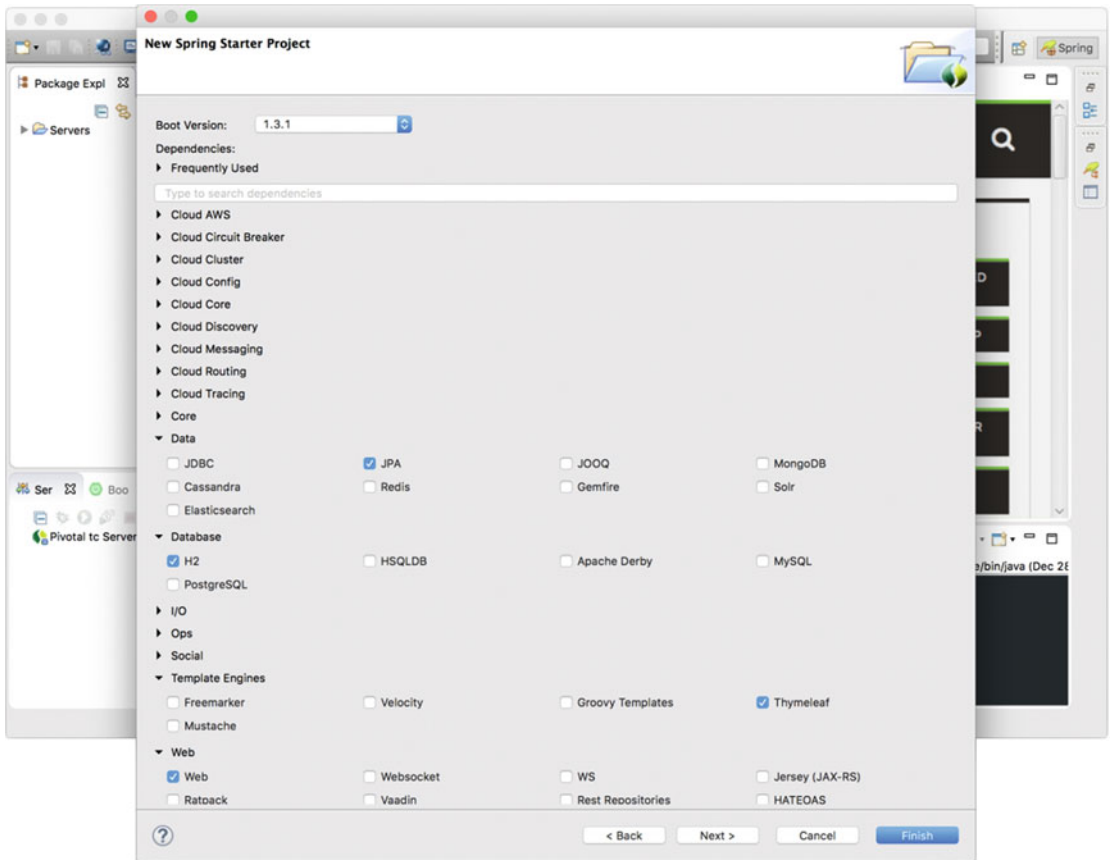 New Spring Starter Project
Spring
Package Expl
Servers
Boot Version: 1.3.1
Dependencies:
Frequently Used
Type to search dependencies
Cloud AWS
Cloud Circuit Breaker
Cloud Cluster
Cloud Config
Cloud Core
Cloud Discovery
Cloud Messaging
Cloud Routing
Cloud Tracing
Core
Data
JDBC JPA JOOQ MongoDB
Cassandra Redis Gemfire Solr
Elasticsearch
Ser Boo
Pivotal tc Server
Database
H2 HSQLDB Apache Derby MySQL
PostgreSQL
I/O
Ops
Social
Template Engines
Freemarker Velocity Groovy Templates Thymeleaf
Mustache
Web
Web Websocket WS Jersey (JAX-RS)
Ratpack Vaadin Rest Repositories HATEOAS
D
P
R
e/bin/java (Dec 28
? < Back Next > Cancel Finish